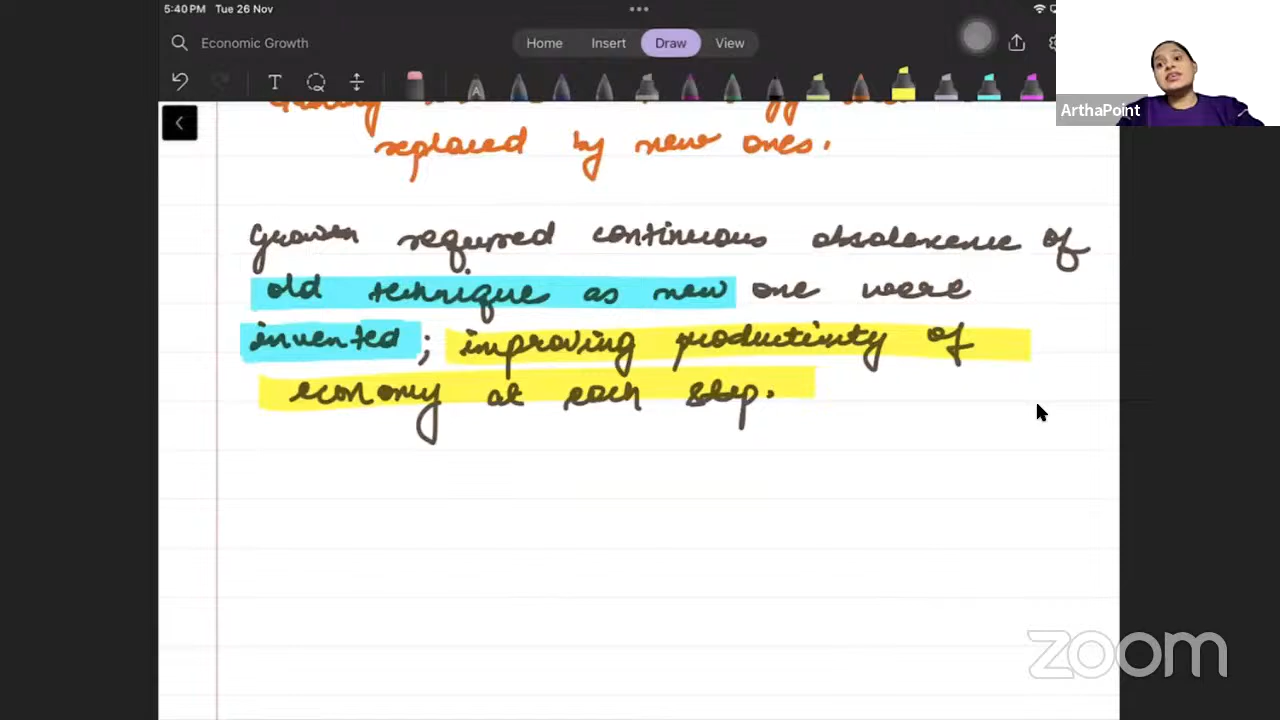 5:40 PM Tue 26 Nov
Economic Growth
Home Insert Draw View
T
A
ArthaPoint
replaced by new ones.
Growth required continuous obsolescence of
old technique as new one were
invented; improving productivity of
economy at each step.
zoom